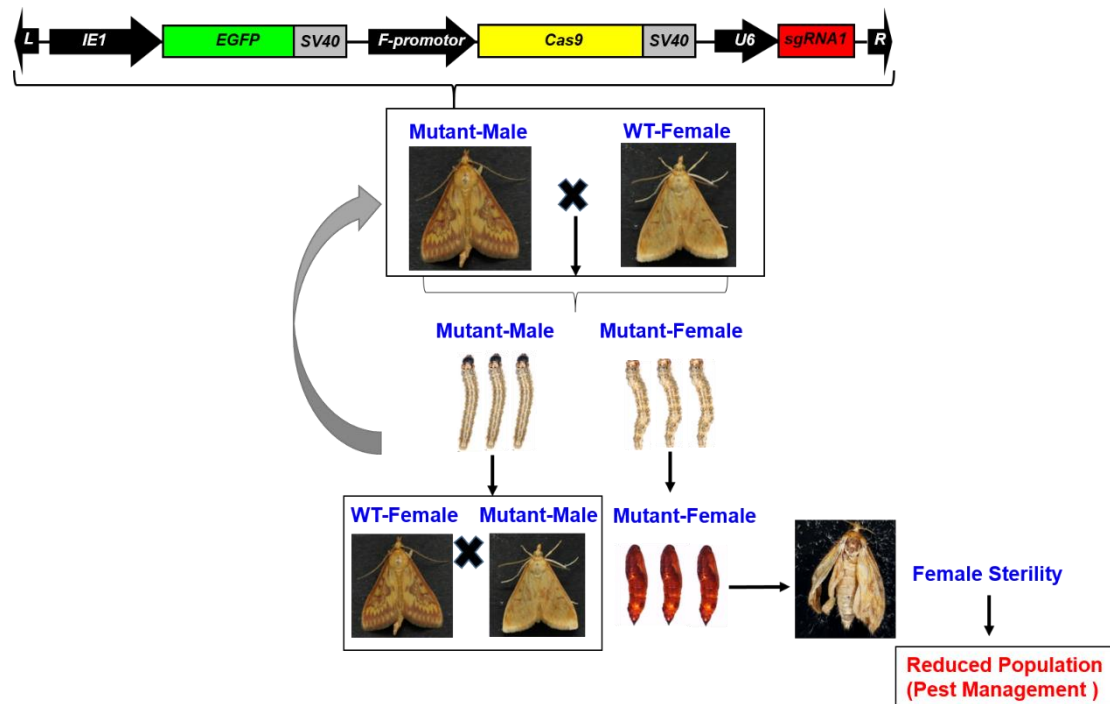 L IE1 EGFP SV40 F-promotor Cas9 SV40 U6 sgRNA1 R
Mutant-Male WT-Female
Mutant-Male Mutant-Female
WT-Female Mutant-Male Mutant-Female
Female Sterility
Reduced Population
(Pest Management )